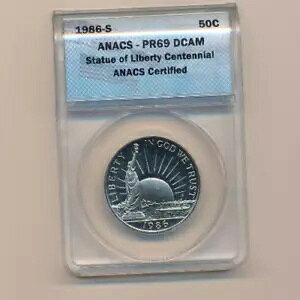 1986-S 50C
ANACS - PR69 DCAM
Statue of Liberty Centennial
ANACS Certified
LIBERTY
IN GOD WE TRUST
1986